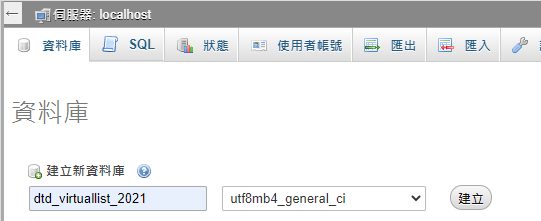 伺服器: localhost
資料庫 SQL 狀態 使用者帳號 匯出 匯入
資料庫
建立新資料庫
dtd_virtuallist_2021 utf8mb4_general_ci 建立